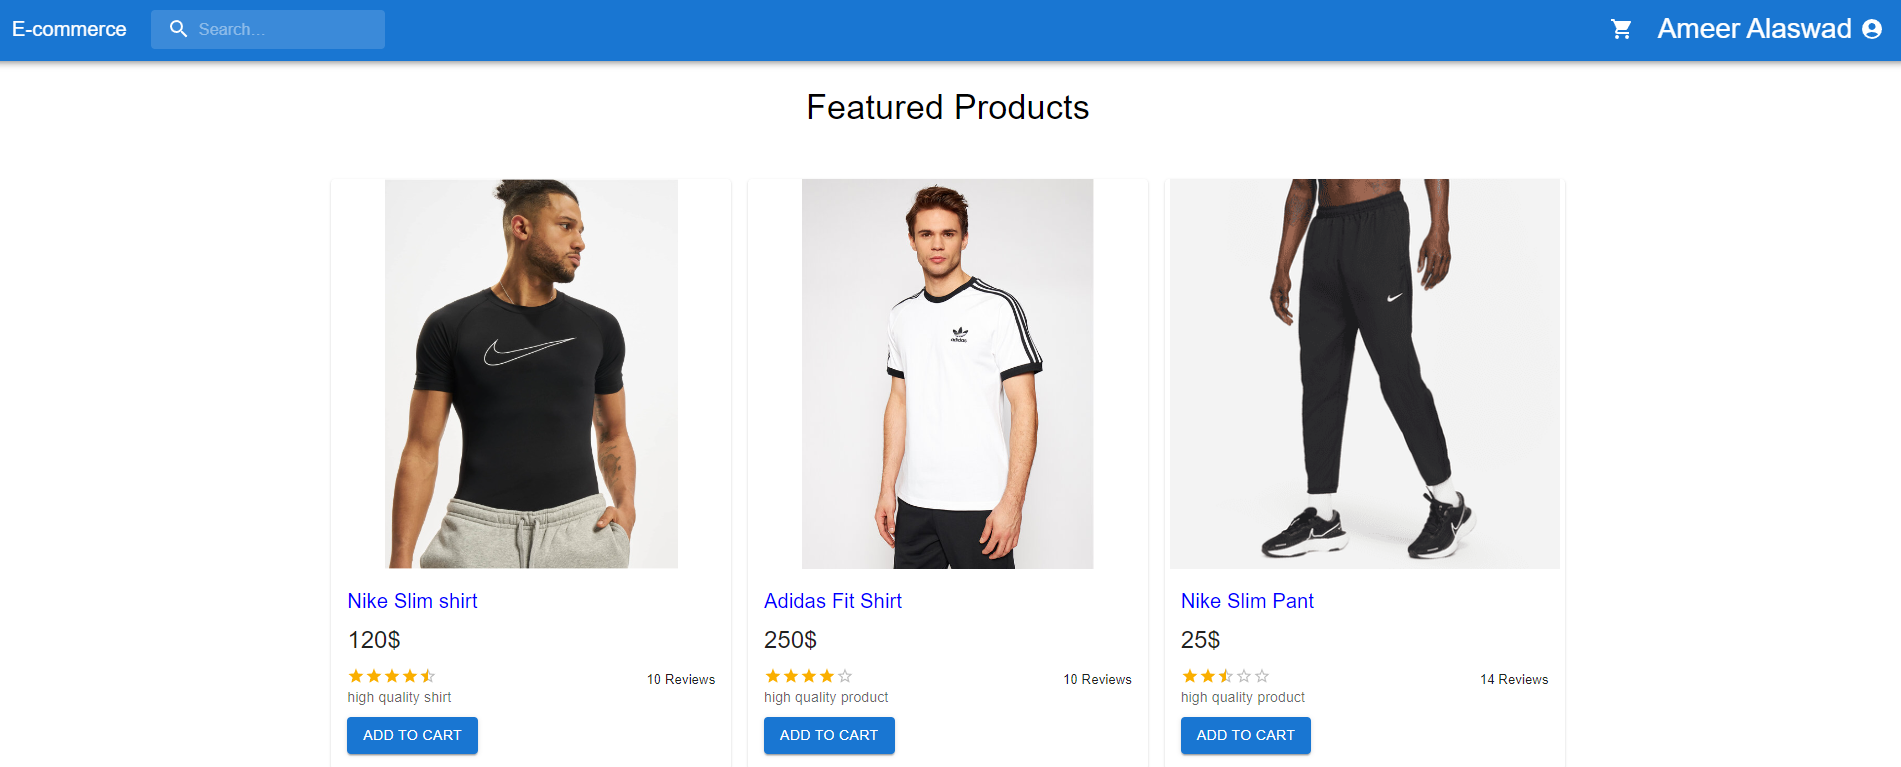 E-commerce
Search...
Ameer Alaswad
Featured Products
adidas
Nike Slim shirt
120$
10 Reviews
high quality shirt
ADD TO CART
Adidas Fit Shirt
250$
10 Reviews
high quality product
ADD TO CART
Nike Slim Pant
25$
14 Reviews
high quality product
ADD TO CART